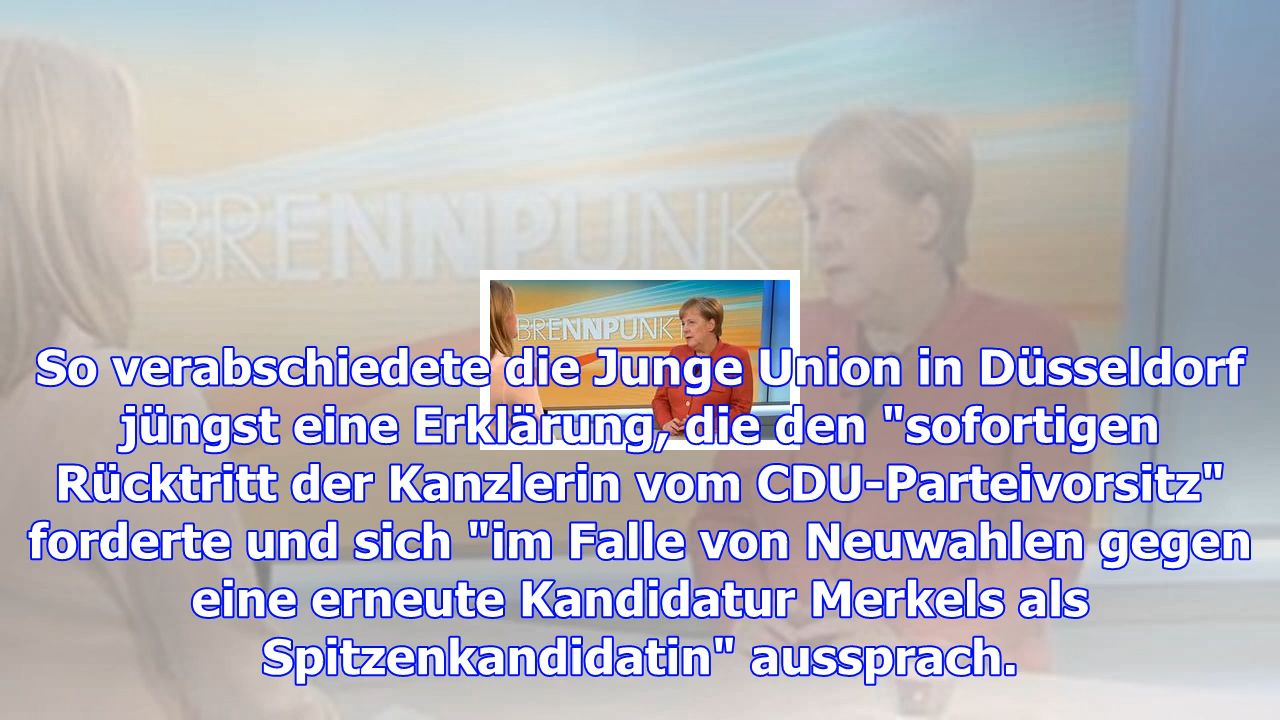 BRENNPUNKT
BRENNPUNKT
So verabschiedete die Junge Union in Düsseldorf
jüngst eine Erklärung, die den "sofortigen
Rücktritt der Kanzlerin vom CDU-Parteivorsitz"
forderte und sich "im Falle von Neuwahlen gegen
eine erneute Kandidatur Merkels als
Spitzenkandidatin" aussprach.